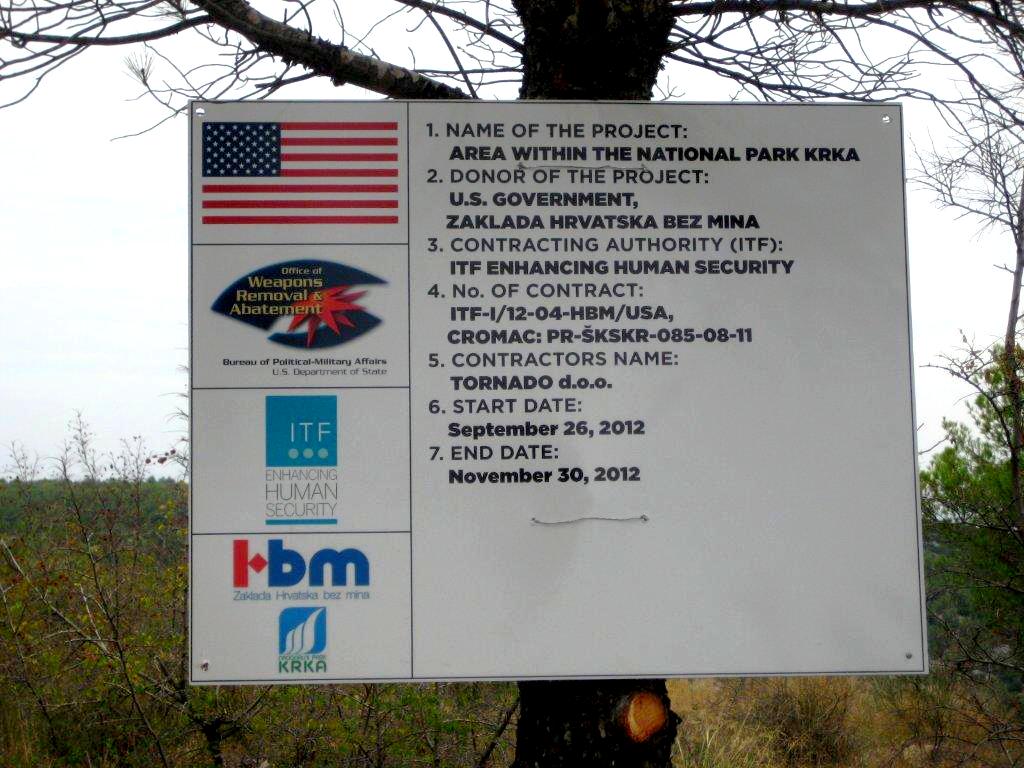 Office of
Weapons
Removal &
Abatement
Bureau of Political-Military Affairs
U.S. Department of State
ITF
ENHANCING
HUMAN
SECURITY
hbm
Zaklada Hrvatska bez mina
KRKA
1. NAME OF THE PROJECT:
AREA WITHIN THE NATIONAL PARK KRKA
2. DONOR OF THE PROJECT:
U.S. GOVERNMENT,
ZAKLADA HRVATSKA BEZ MINA
3. CONTRACTING AUTHORITY (ITF):
ITF ENHANCING HUMAN SECURITY
4. No. OF CONTRACT:
ITF-I/12-04-HBM/USA,
CROMAC: PR-ŠKSKR-085-08-11
5. CONTRACTORS NAME:
TORNADO d.o.o.
6. START DATE:
September 26, 2012
7. END DATE:
November 30, 2012